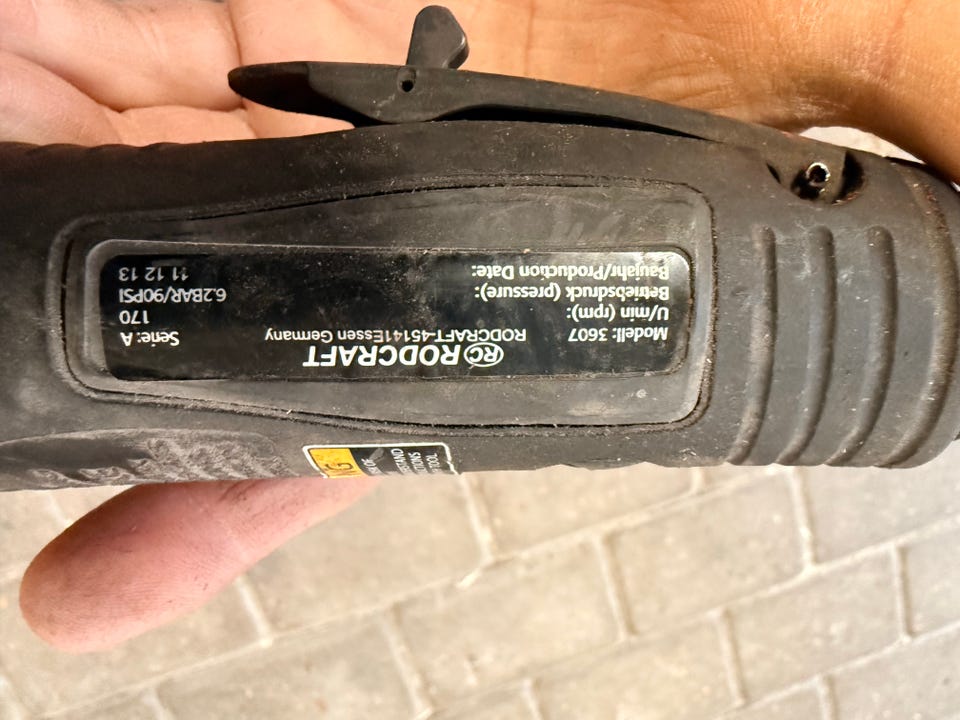 RC RODCRAFT
RODCRAFT-45141Essen Germany
Modell: 3607 Serie: A
U/min (rpm): 170
Betriebsdruck (pressure): 6.2BAR/90PSI
Baujahr/Production Date: 11 12 13